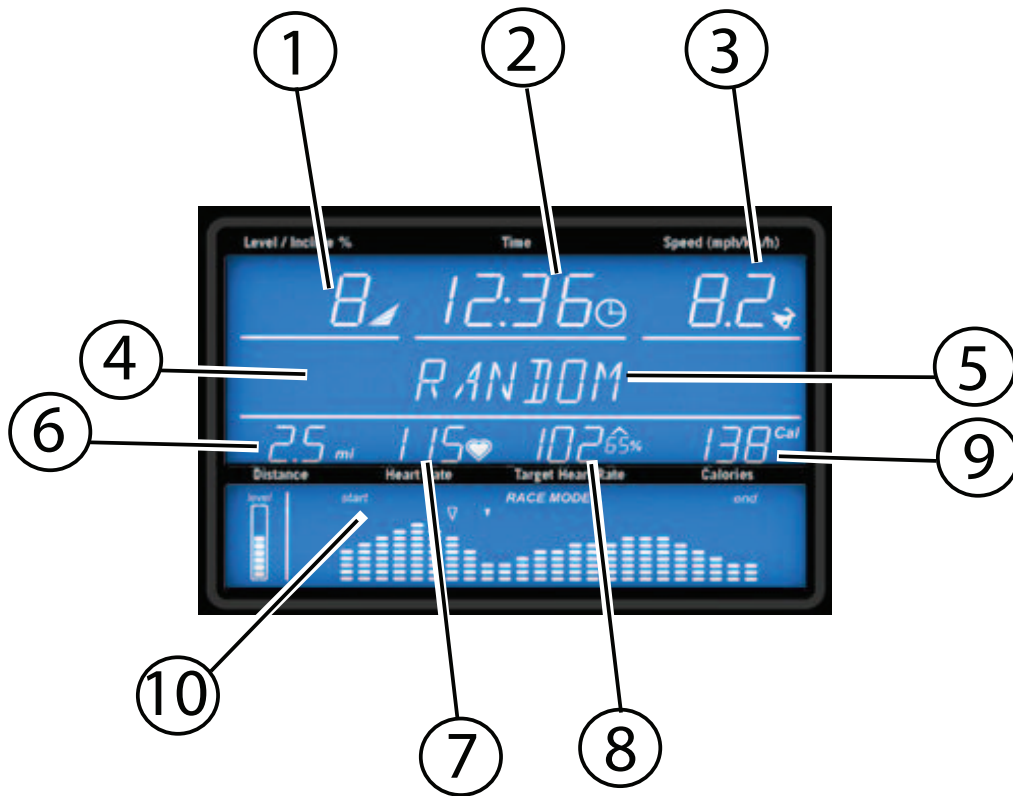 1 2 3
Level / Incline % Time Speed (mph/km/h)
8 12:36 8.2
4 5
RANDOM
6 9
2.5 mi 115 102 65% 138 Cal
Distance Heart Rate Target Heart Rate Calories
level start RACE MODE end
10 7 8